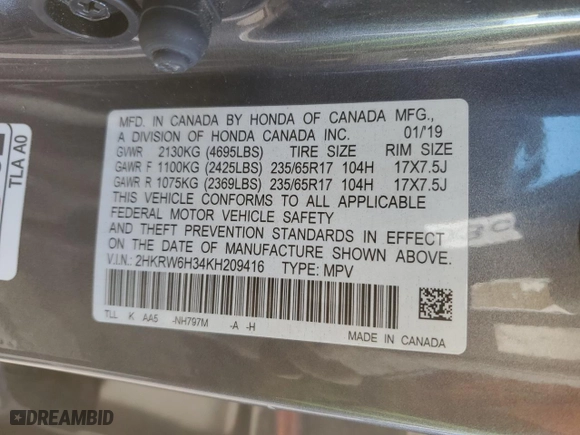 MFD. IN CANADA BY HONDA OF CANADA MFG.,
A DIVISION OF HONDA CANADA INC. 01/'19
GVWR 2130KG (4695LBS) TIRE SIZE RIM SIZE
GAWR F 1100KG (2425LBS) 235/65R17 104H 17X7.5J
GAWR R 1075KG (2369LBS) 235/65R17 104H 17X7.5J
THIS VEHICLE CONFORMS TO ALL APPLICABLE
FEDERAL MOTOR VEHICLE SAFETY
AND THEFT PREVENTION STANDARDS IN EFFECT
ON THE DATE OF MANUFACTURE SHOWN ABOVE.
V.I.N.: 2HKRW6H34KH209416 TYPE: MPV
TLL K AA5 -NH797M -A -H
MADE IN CANADA
TLA A0
DREAMBID